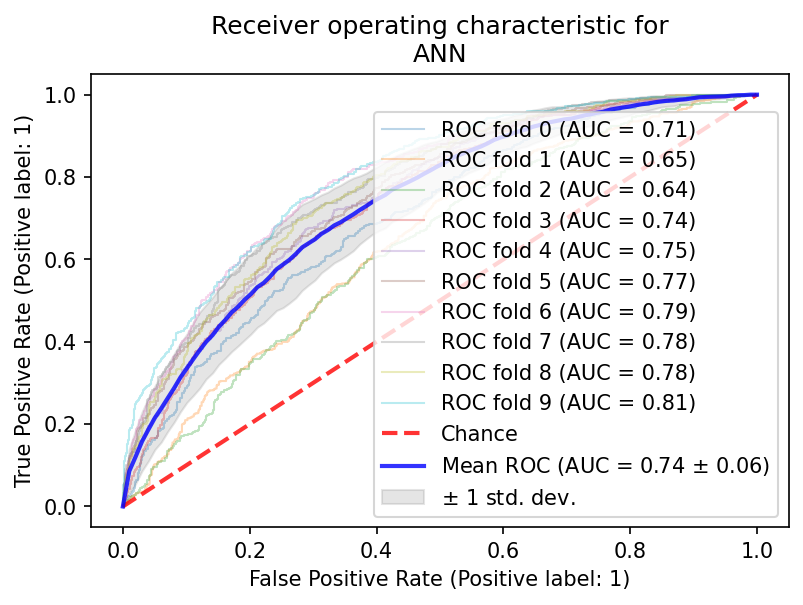 Receiver operating characteristic for
ANN
True Positive Rate (Positive label: 1)
1.0
0.8
0.6
0.4
0.2
0.0
ROC fold 0 (AUC = 0.71)
ROC fold 1 (AUC = 0.65)
ROC fold 2 (AUC = 0.64)
ROC fold 3 (AUC = 0.74)
ROC fold 4 (AUC = 0.75)
ROC fold 5 (AUC = 0.77)
ROC fold 6 (AUC = 0.79)
ROC fold 7 (AUC = 0.78)
ROC fold 8 (AUC = 0.78)
ROC fold 9 (AUC = 0.81)
Chance
Mean ROC (AUC = 0.74 ± 0.06)
± 1 std. dev.
0.0 0.2 0.4 0.6 0.8 1.0
False Positive Rate (Positive label: 1)